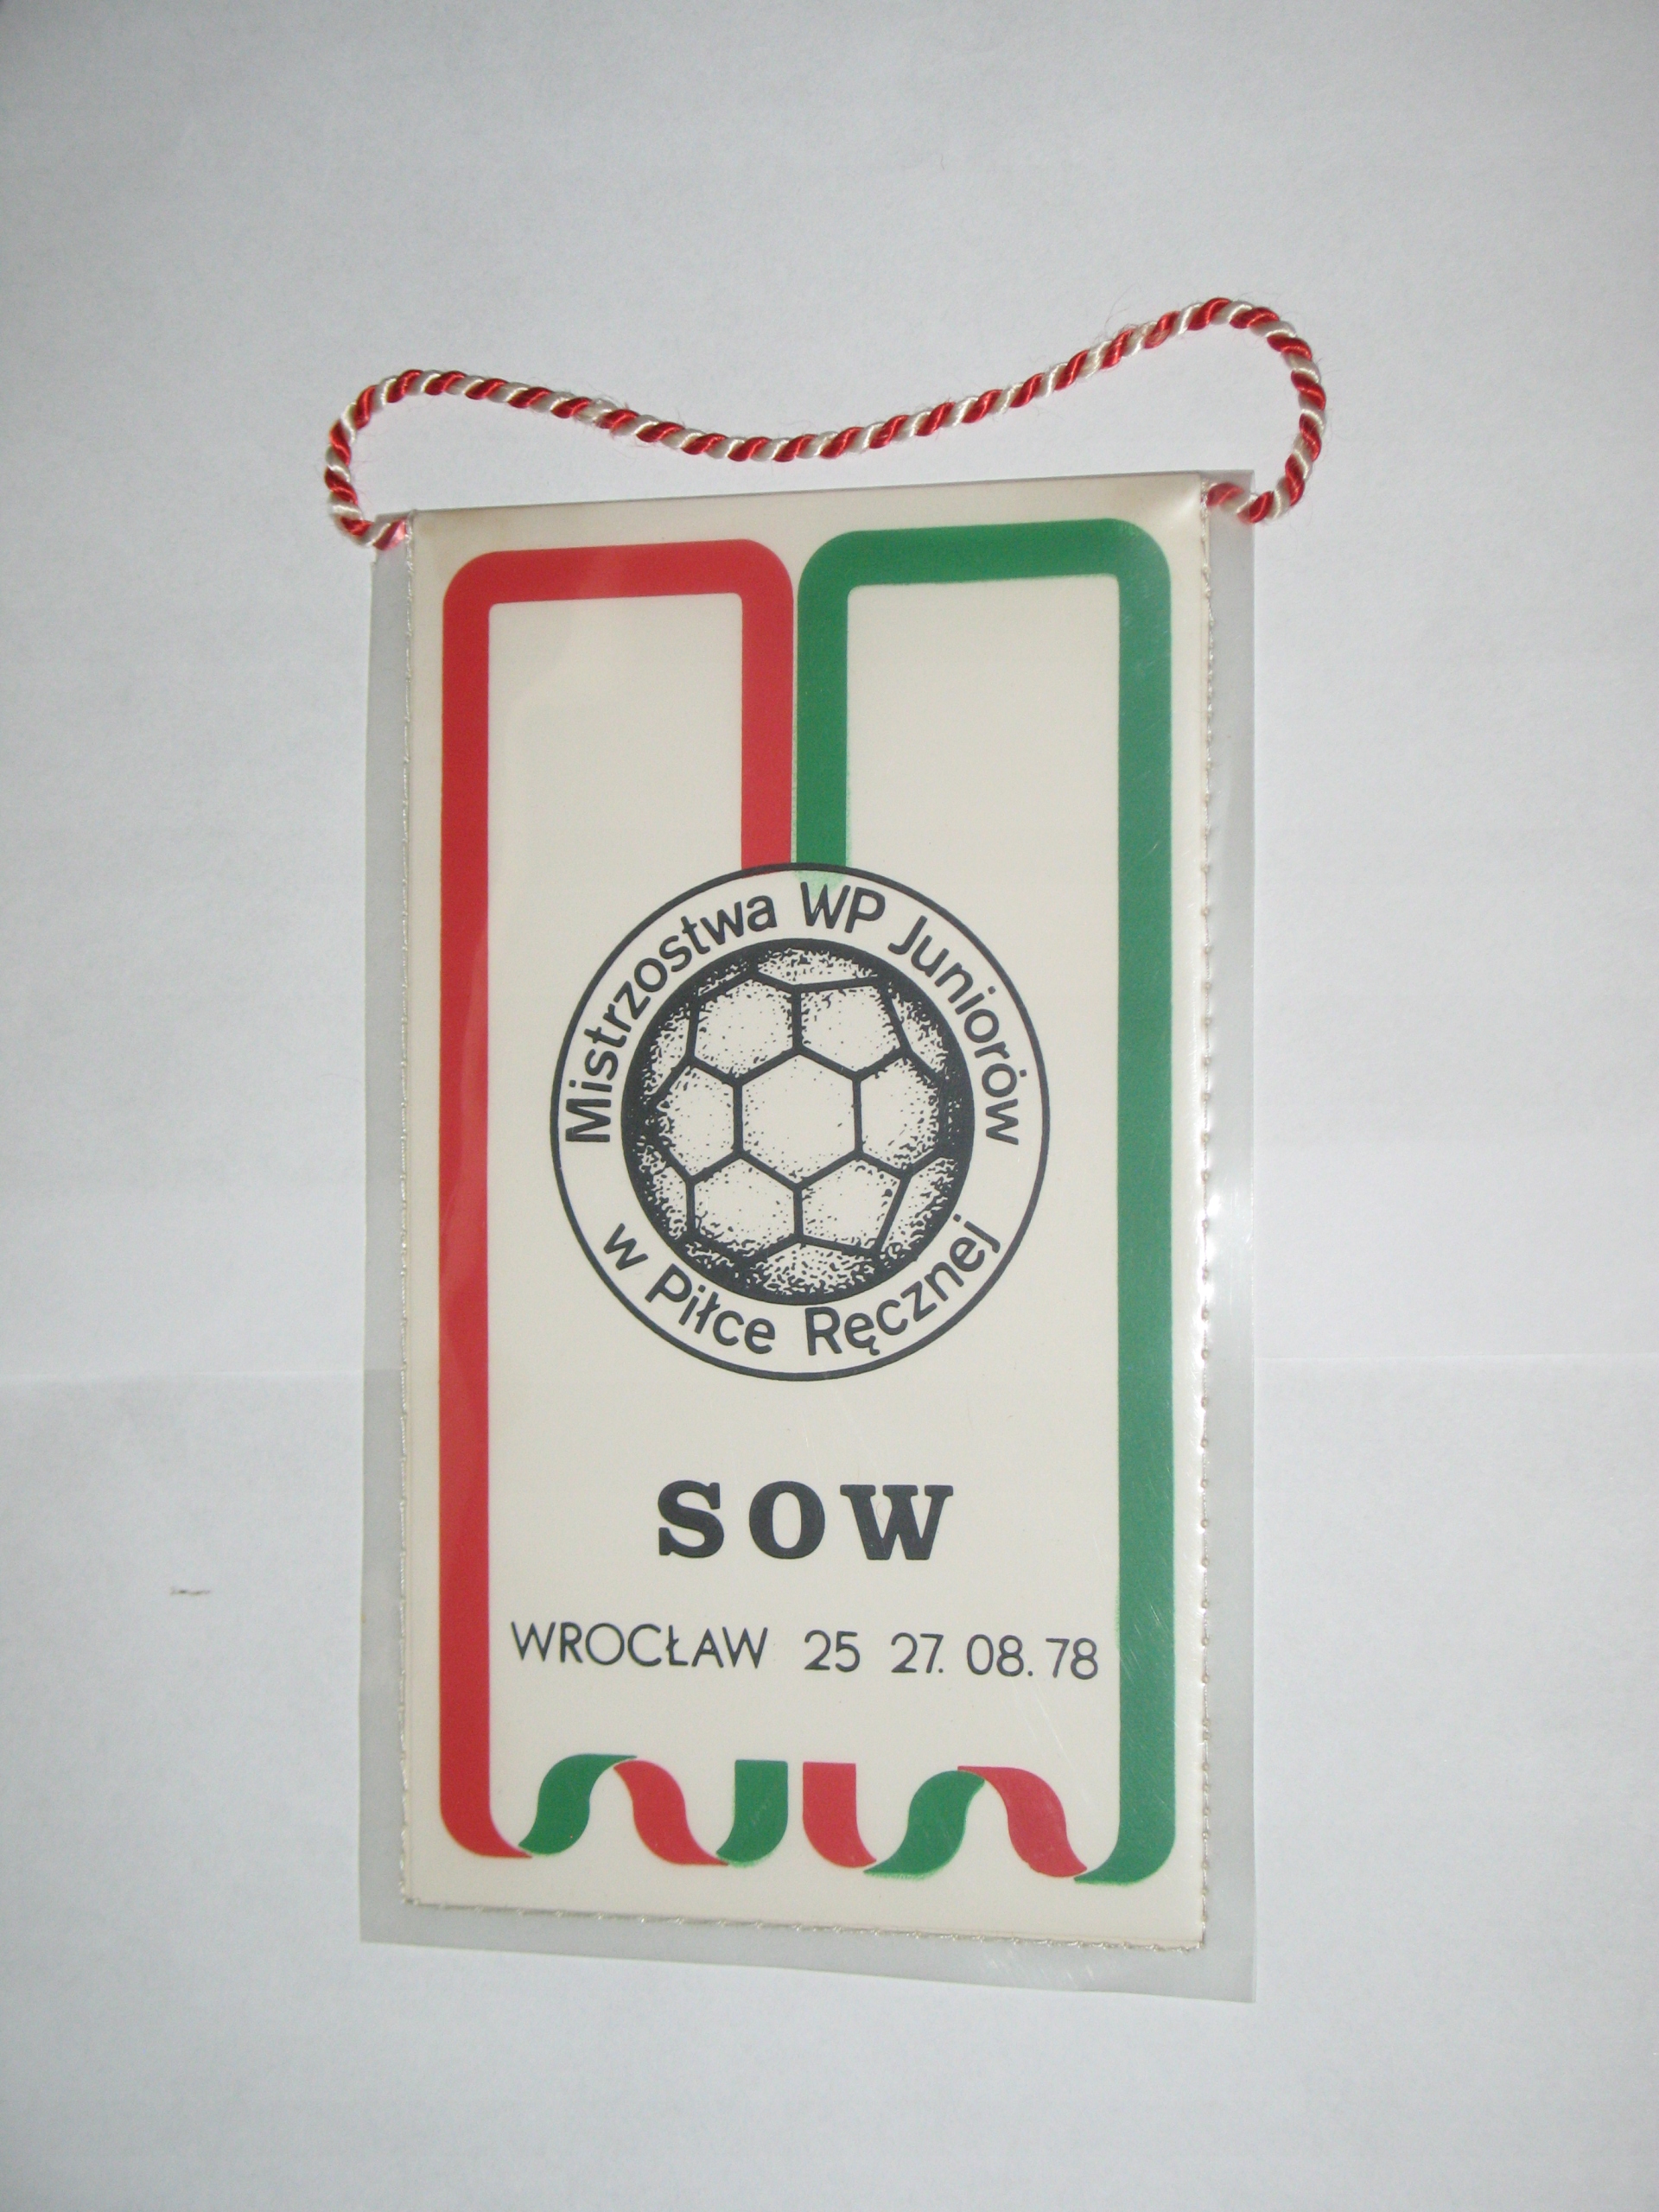 Mistrzostwa WP Juniorów
w Piłce Ręcznej
SOW
WROCŁAW 25 27. 08. 78